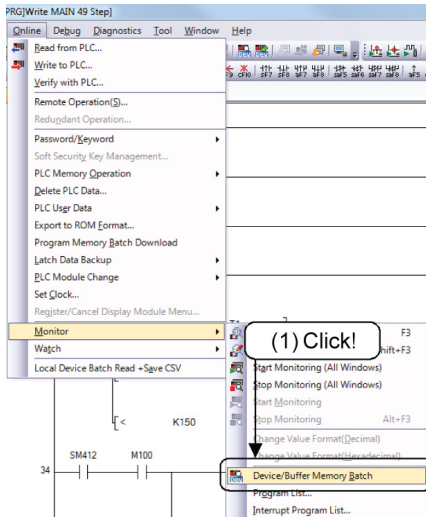 PRG]Write MAIN 49 Step]
Online Debug Diagnostics Tool Window Help
Read from PLC...
Write to PLC...
Verify with PLC...
Remote Operation(S)...
Redundant Operation...
Password/Keyword
Soft Security Key Management...
PLC Memory Operation
Delete PLC Data...
PLC User Data
Export to ROM Format...
Program Memory Batch Download
Latch Data Backup
PLC Module Change
Set Clock...
Register/Cancel Display Module Menu...
Monitor
Watch
Local Device Batch Read +Save CSV
(1) Click!
F3
hift+F3
Start Monitoring (All Windows)
Stop Monitoring (All Windows)
Start Monitoring
Stop Monitoring Alt+F3
Change Value Format(Decimal)
Change Value Format(Hexadecimal)
Device/Buffer Memory Batch
Program List...
Interrupt Program List...
< K150
SM412 M100
34